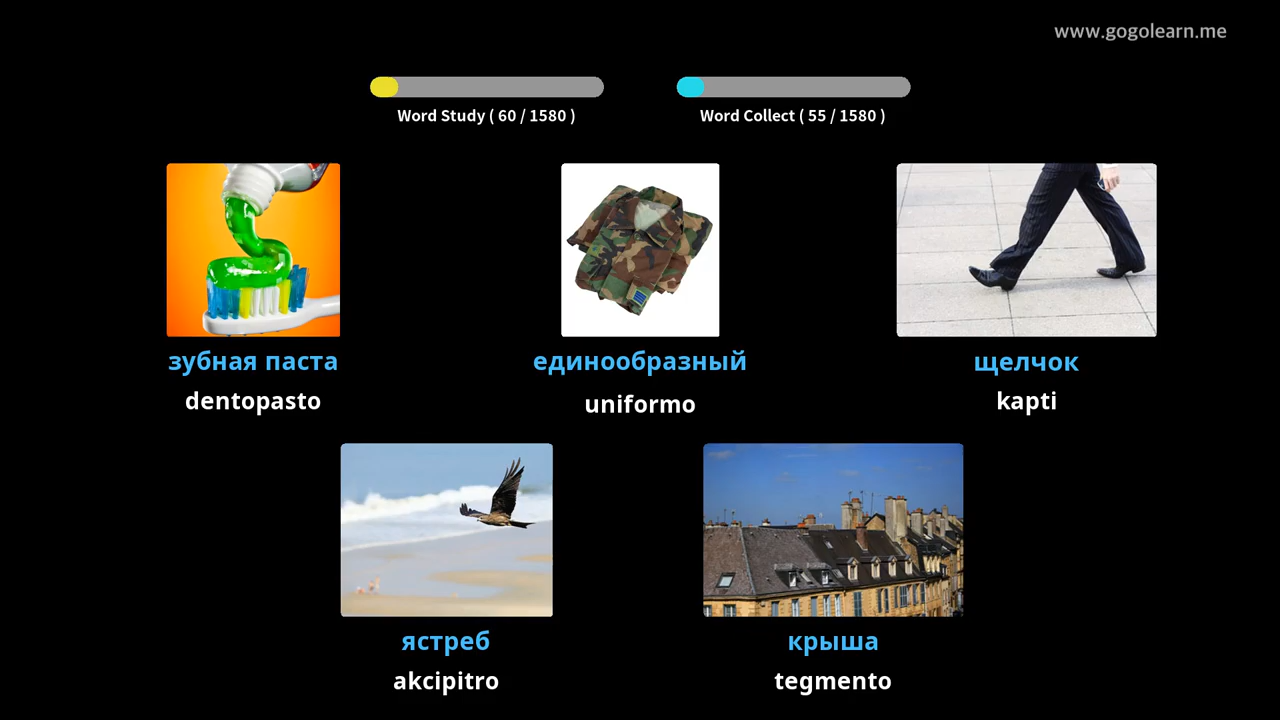 www.gogolearn.me
Word Study ( 60 / 1580 )
Word Collect ( 55 / 1580 )
зубная паста
dentopasto
единообразный
uniformo
щелчок
kapti
ястреб
akcipitro
крыша
tegmento